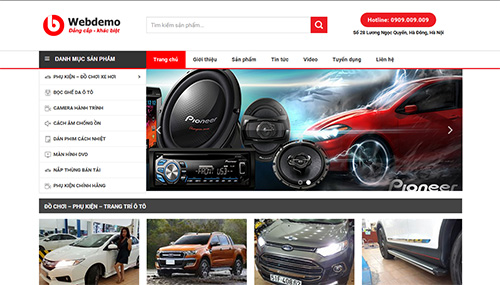 Webdemo
Đẳng cấp - Khác biệt
Tìm kiếm sản phẩm...
Hotline: 0909.009.009
Số 28 Lương Ngọc Quyến, Hà Đông, Hà Nội
DANH MỤC SẢN PHẨM
Trang chủ
Giới thiệu
Sản phẩm
Tin tức
Video
Tuyển dụng
Liên hệ
PHỤ KIỆN – ĐỒ CHƠI XE HƠI
BỌC GHẾ DA Ô TÔ
CAMERA HÀNH TRÌNH
CÁCH ÂM CHỐNG ỒN
DÁN PHIM CÁCH NHIỆT
MÀN HÌNH DVD
NẮP THÙNG BÁN TẢI
PHỤ KIỆN CHÍNH HÃNG
Pioneer
Pioneer
ĐỒ CHƠI – PHỤ KIỆN – TRANG TRÍ Ô TÔ